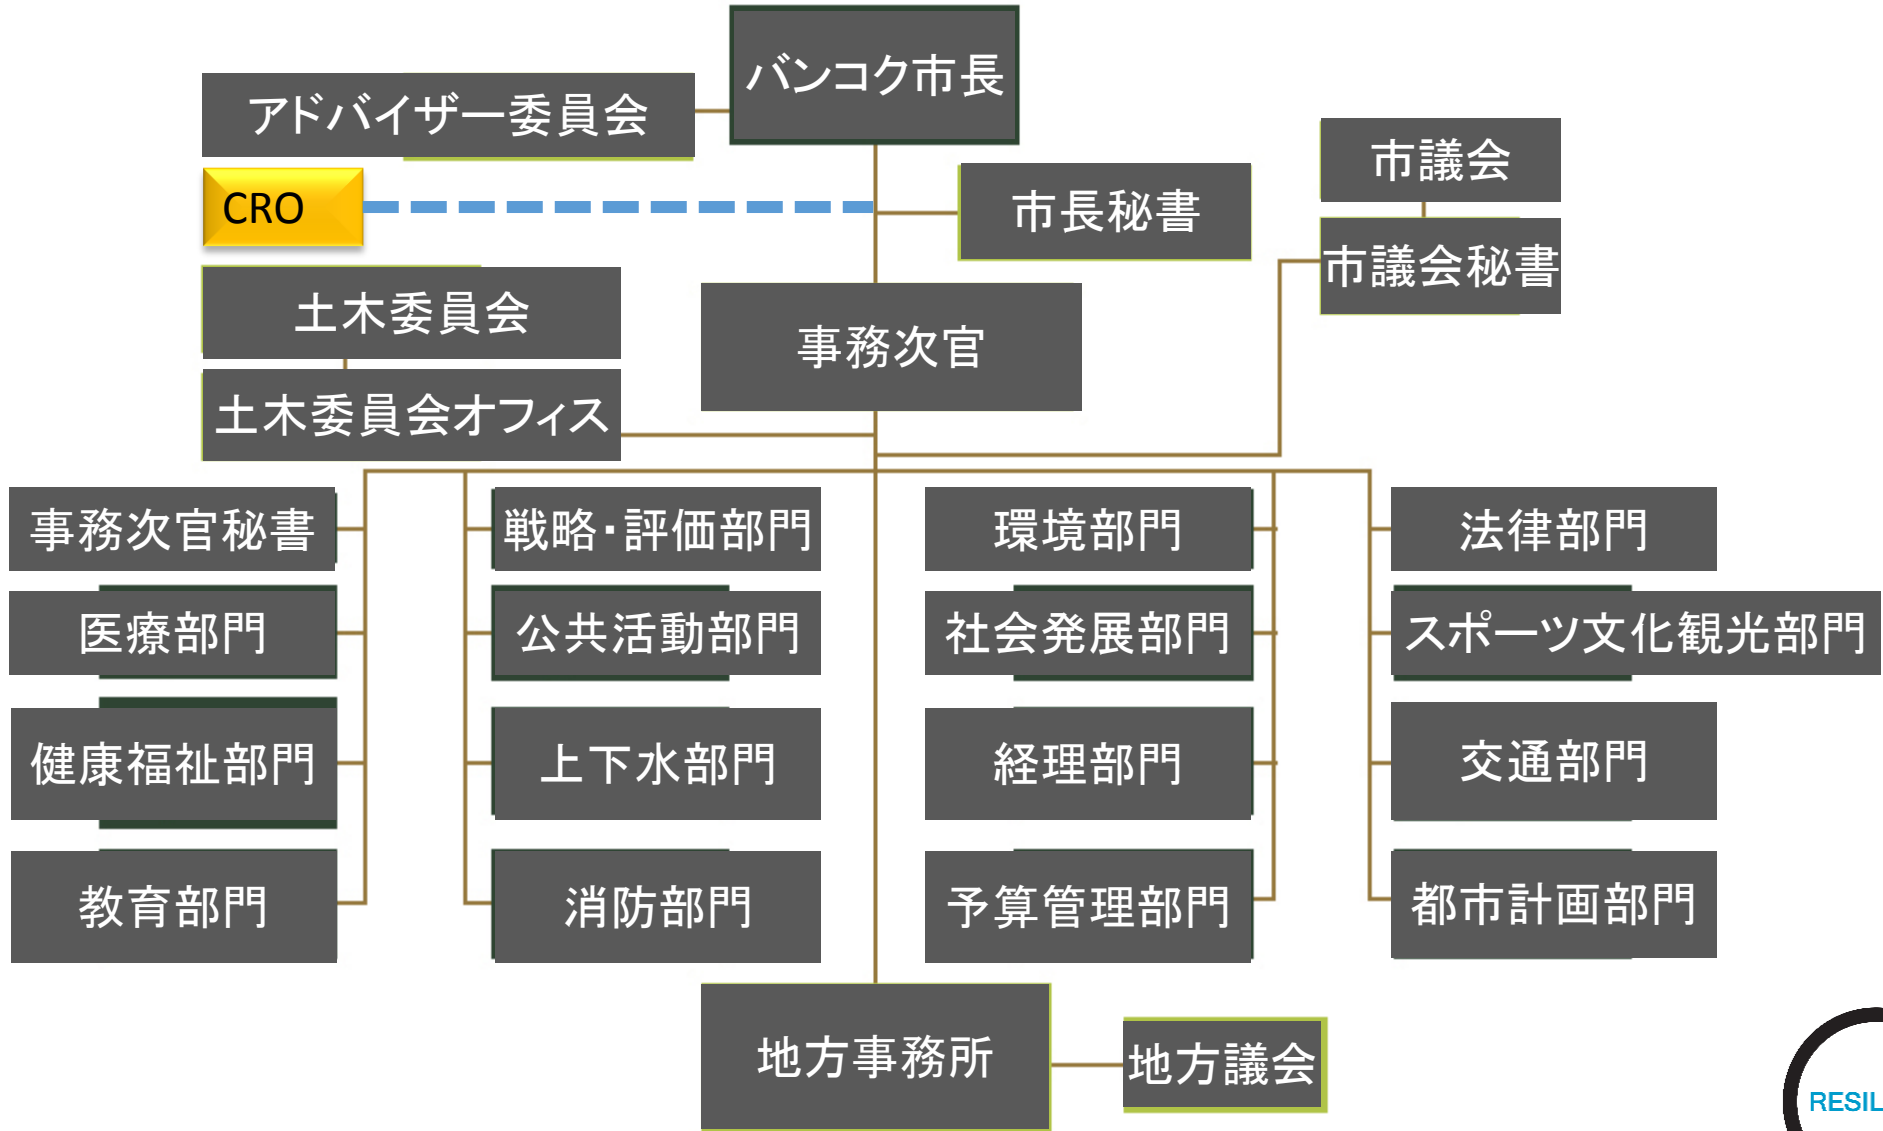 バンコク市長
アドバイザー委員会
CRO
市長秘書
市議会
市議会秘書
土木委員会
土木委員会オフィス
事務次官
事務次官秘書
戦略・評価部門
環境部門
法律部門
医療部門
公共活動部門
社会発展部門
スポーツ文化観光部門
健康福祉部門
上下水部門
経理部門
交通部門
教育部門
消防部門
予算管理部門
都市計画部門
地方事務所
地方議会
RESIL